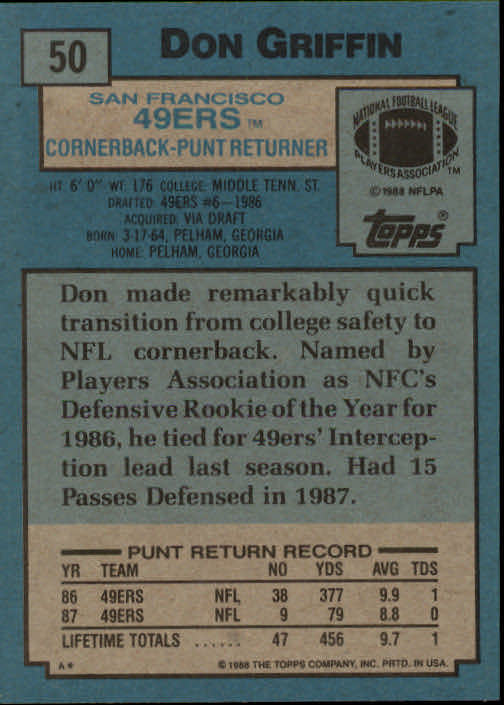 50
DON GRIFFIN
SAN FRANCISCO
49ERS™
CORNERBACK-PUNT RETURNER
NATIONAL FOOTBALL LEAGUE
PLAYERS ASSOCIATION™
©1988 NFLPA
TOPPS®
HT: 6' 0" WT: 176 COLLEGE: MIDDLE TENN. ST.
DRAFTED: 49ERS #6—1986
ACQUIRED: VIA DRAFT
BORN: 3-17-64, PELHAM, GEORGIA
HOME: PELHAM, GEORGIA
Don made remarkably quick
transition from college safety to
NFL cornerback. Named by
Players Association as NFC's
Defensive Rookie of the Year for
1986, he tied for 49ers' Intercep-
tion lead last season. Had 15
Passes Defensed in 1987.
PUNT RETURN RECORD
YR TEAM NO YDS AVG TDS
86 49ERS NFL 38 377 9.9 1
87 49ERS NFL 9 79 8.8 0
LIFETIME TOTALS ...... 47 456 9.7 1
A* ©1988 THE TOPPS COMPANY, INC. PRTD. IN USA.